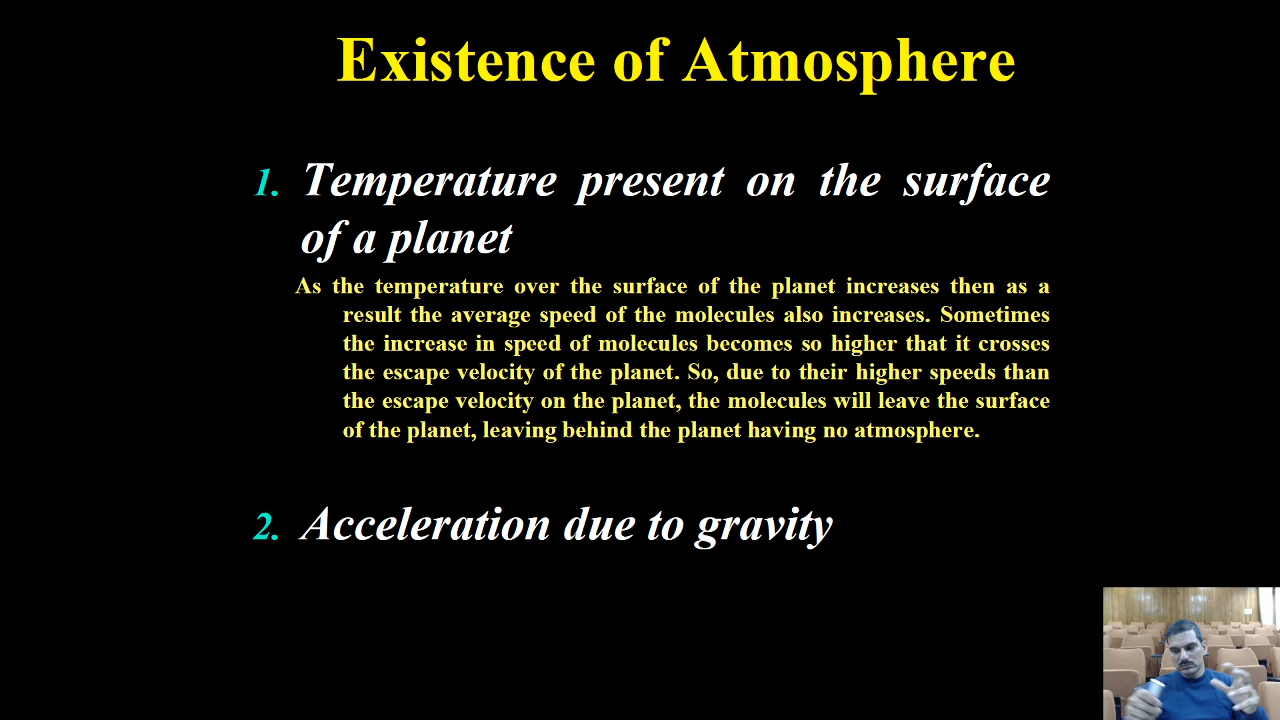 Existence of Atmosphere
1. Temperature present on the surface
of a planet
As the temperature over the surface of the planet increases then as a
result the average speed of the molecules also increases. Sometimes
the increase in speed of molecules becomes so higher that it crosses
the escape velocity of the planet. So, due to their higher speeds than
the escape velocity on the planet, the molecules will leave the surface
of the planet, leaving behind the planet having no atmosphere.
2. Acceleration due to gravity